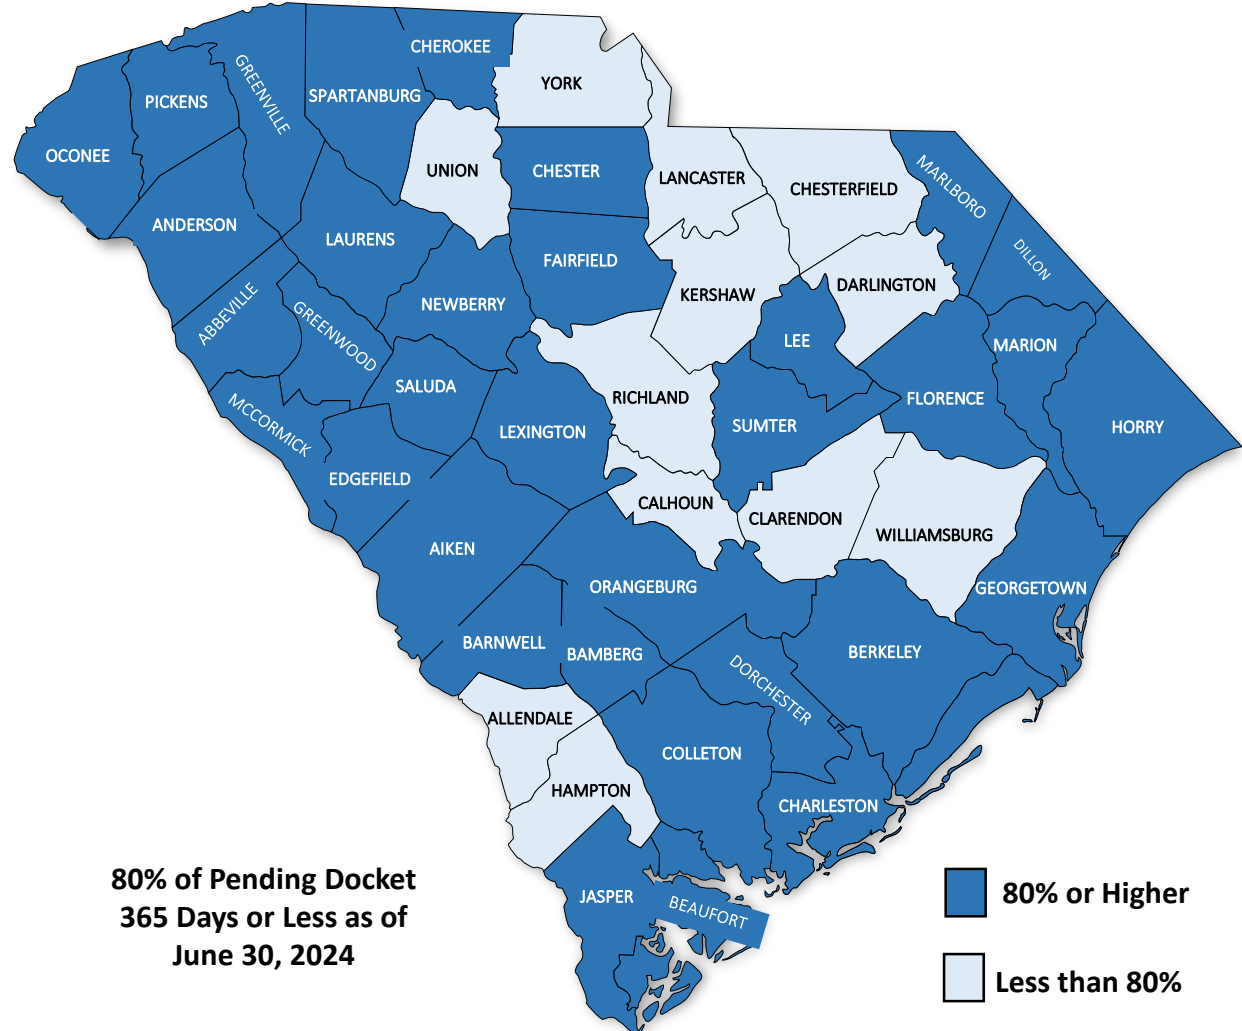 CHEROKEE
YORK
GREENVILLE
SPARTANBURG
PICKENS
OCONEE
UNION
CHESTER
LANCASTER
CHESTERFIELD
MARLBORO
ANDERSON
LAURENS
FAIRFIELD
DILLON
KERSHAW
DARLINGTON
NEWBERRY
ABBEVILLE
GREENWOOD
LEE
MARION
SALUDA
RICHLAND
FLORENCE
MCCORMICK
LEXINGTON
SUMTER
HORRY
EDGEFIELD
CALHOUN
CLARENDON
WILLIAMSBURG
AIKEN
ORANGEBURG
GEORGETOWN
BARNWELL
BAMBERG
BERKELEY
DORCHESTER
ALLENDALE
COLLETON
HAMPTON
CHARLESTON
JASPER
BEAUFORT
80% of Pending Docket
365 Days or Less as of
June 30, 2024
80% or Higher
Less than 80%